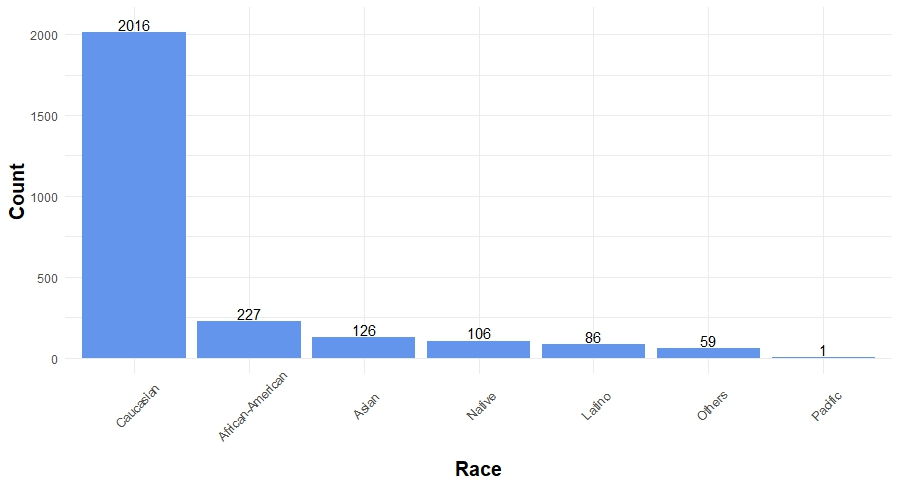 2016
2000
1500
1000
500
0
227
126
106
86
59
1
Count
Caucasian
African-American
Asian
Native
Latino
Others
Pacific
Race